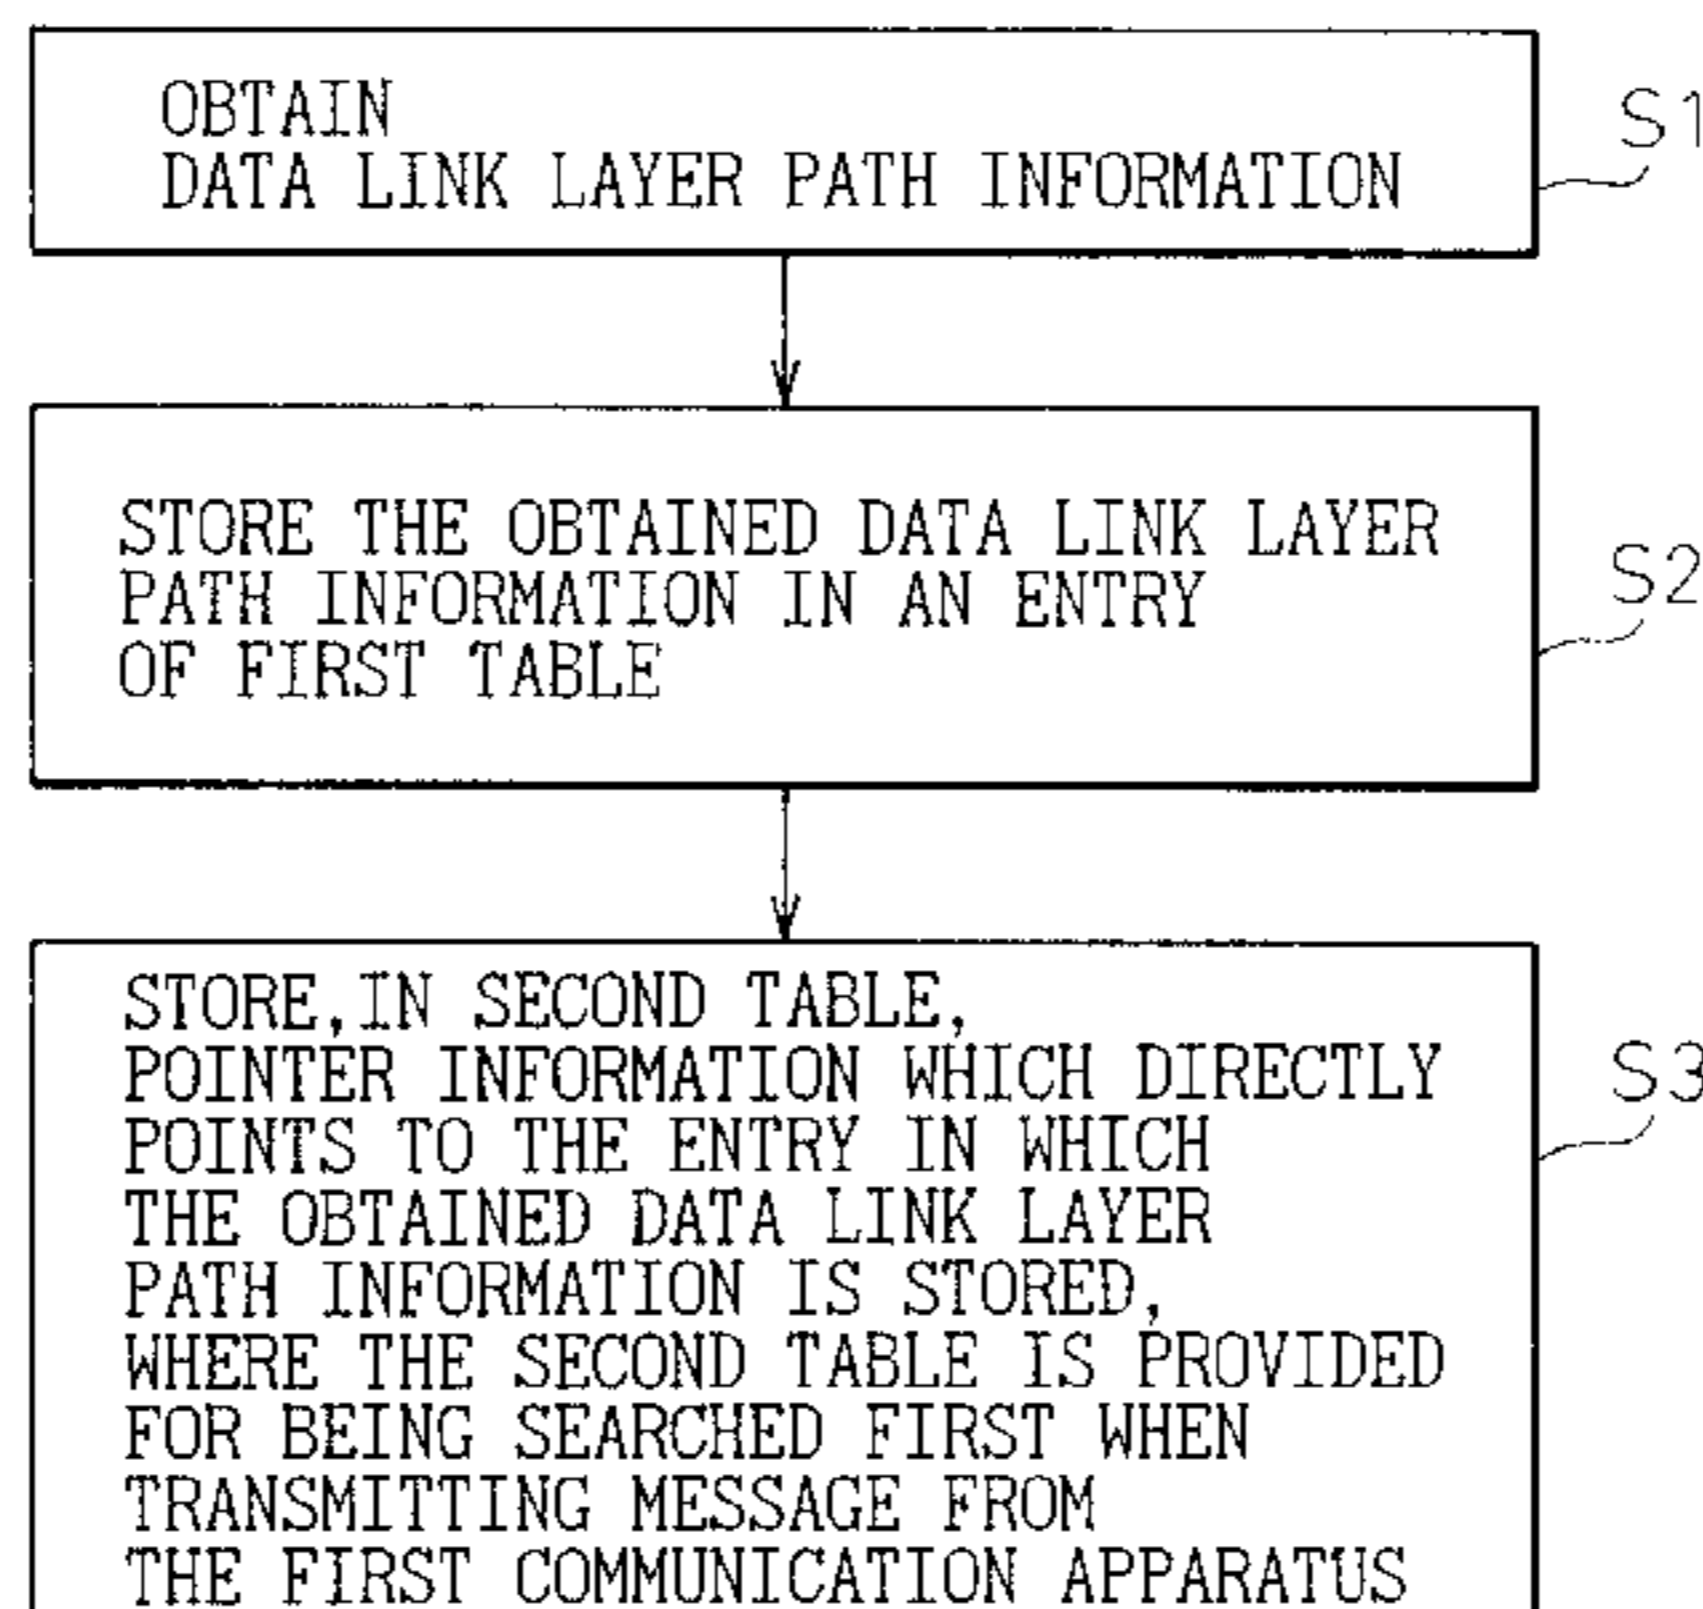 OBTAIN
DATA LINK LAYER PATH INFORMATION
S1
STORE THE OBTAINED DATA LINK LAYER
PATH INFORMATION IN AN ENTRY
OF FIRST TABLE
S2
STORE, IN SECOND TABLE,
POINTER INFORMATION WHICH DIRECTLY
POINTS TO THE ENTRY IN WHICH
THE OBTAINED DATA LINK LAYER
PATH INFORMATION IS STORED,
WHERE THE SECOND TABLE IS PROVIDED
FOR BEING SEARCHED FIRST WHEN
TRANSMITTING MESSAGE FROM
THE FIRST COMMUNICATION APPARATUS
S3